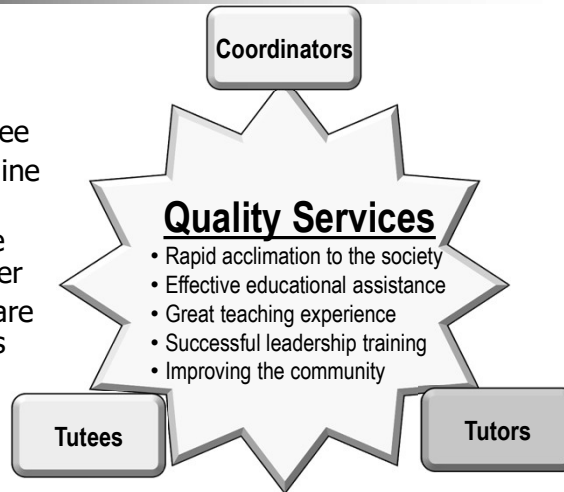 Coordinators
Quality Services
• Rapid acclimation to the society
• Effective educational assistance
• Great teaching experience
• Successful leadership training
• Improving the community
Tutees
Tutors